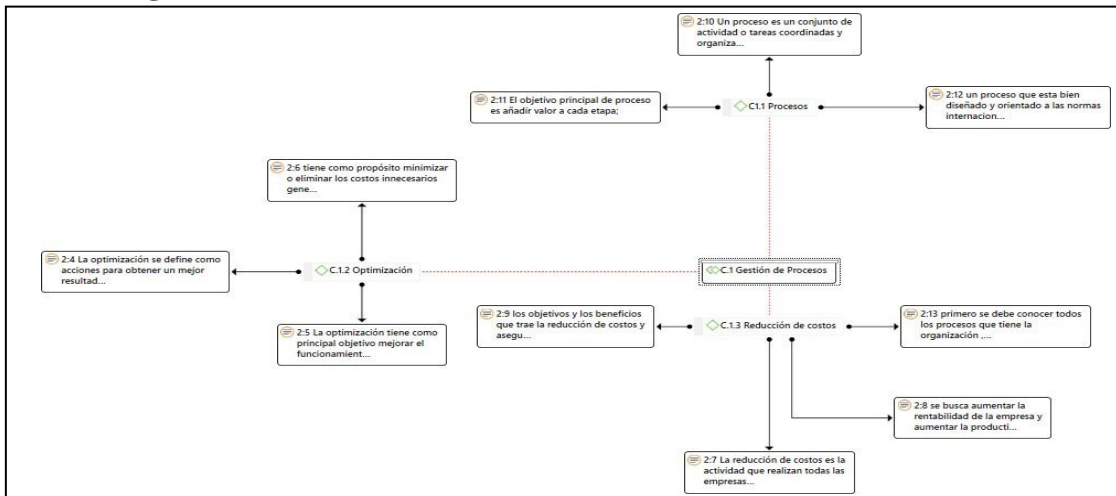 2:10 Un proceso es un conjunto de
actividad o tareas coordinadas y
organiza...
2:11 El objetivo principal de proceso
es añadir valor a cada etapa;
C1.1 Procesos
2:12 un proceso que esta bien
diseñado y orientado a las normas
internacion...
2:6 tiene como propósito minimizar
o eliminar los costos innecesarios
gene...
2:4 La optimización se define como
acciones para obtener un mejor
resultad...
C.1.2 Optimización
C.1 Gestión de Procesos
2:5 La optimización tiene como
principal objetivo mejorar el
funcionamient...
2:9 los objetivos y los beneficios
que trae la reducción de costos y
asegu...
C.1.3 Reducción de costos
2:13 primero se debe conocer todos
los procesos que tiene la
organización ,...
2:8 se busca aumentar la
rentabilidad de la empresa y
aumentar la producti...
2:7 La reducción de costos es la
actividad que realizan todas las
empresas...